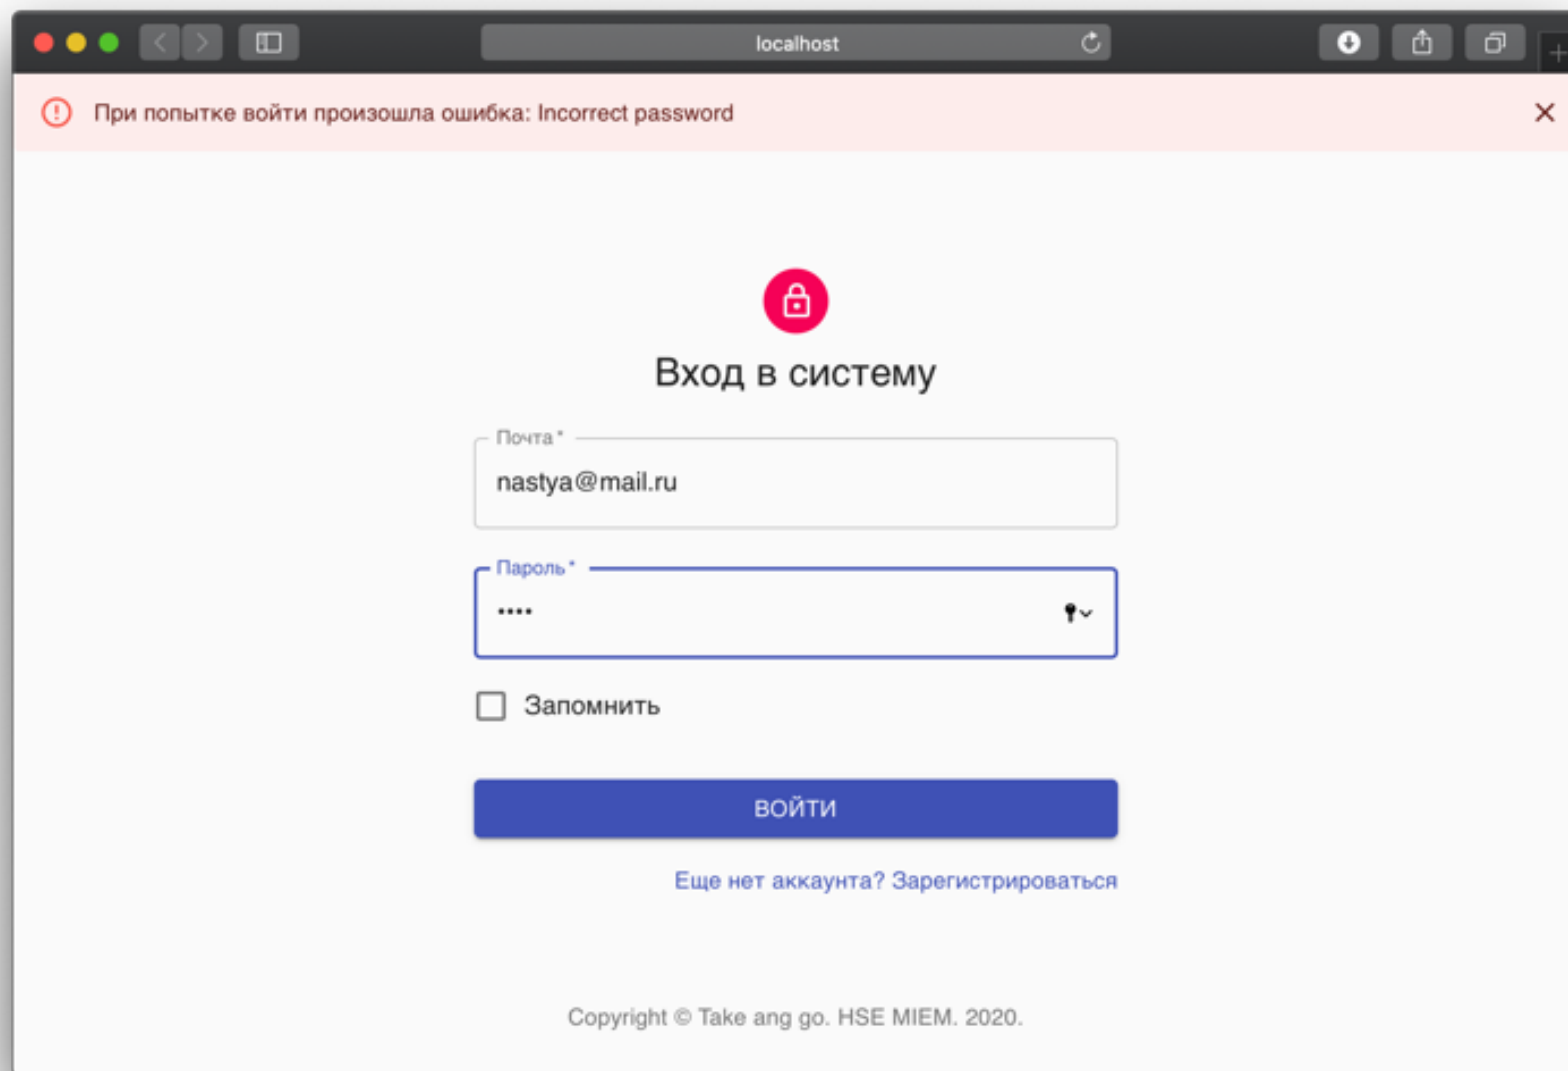 localhost
При попытке войти произошла ошибка: Incorrect password
Вход в систему
Почта *
nastya@mail.ru
Пароль *
••••
Запомнить
ВОЙТИ
Еще нет аккаунта? Зарегистрироваться
Copyright © Take ang go. HSE MIEM. 2020.